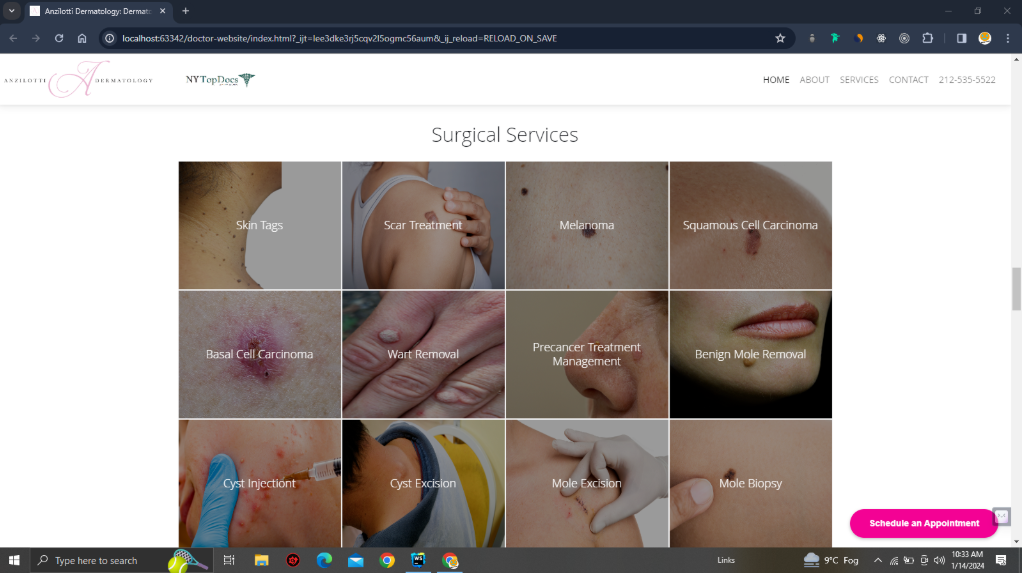 Anzilotti Dermatology: Dermat
localhost:63342/doctor-website/index.html?_ijt=lee3dke3rj5cqv2l5ogmc56aum&_ij_reload=RELOAD_ON_SAVE
ANZILOTTI A DERMATOLOGY
NYTopDocs
HOME ABOUT SERVICES CONTACT 212-535-5522
Surgical Services
Skin Tags Scar Treatment Melanoma Squamous Cell Carcinoma
Basal Cell Carcinoma Wart Removal Precancer Treatment Benign Mole Removal
Management
Cyst Injectiont Cyst Excision Mole Excision Mole Biopsy
Schedule an Appointment
Type here to search
WS
Links
9°C Fog
10:33 AM
1/14/2024